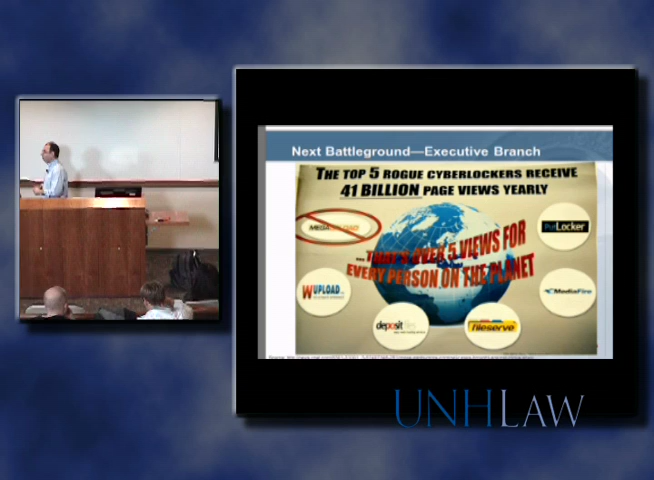 Next Battleground—Executive Branch
THE TOP 5 ROGUE CYBERLOCKERS RECEIVE
41 BILLION PAGE VIEWS YEARLY
MEGAUPLOAD
PutLocker
...THAT'S OVER 5 VIEWS FOR
EVERY PERSON ON THE PLANET
WUPLOAD
MediaFire
depositfiles
fileserve
UNHLAW